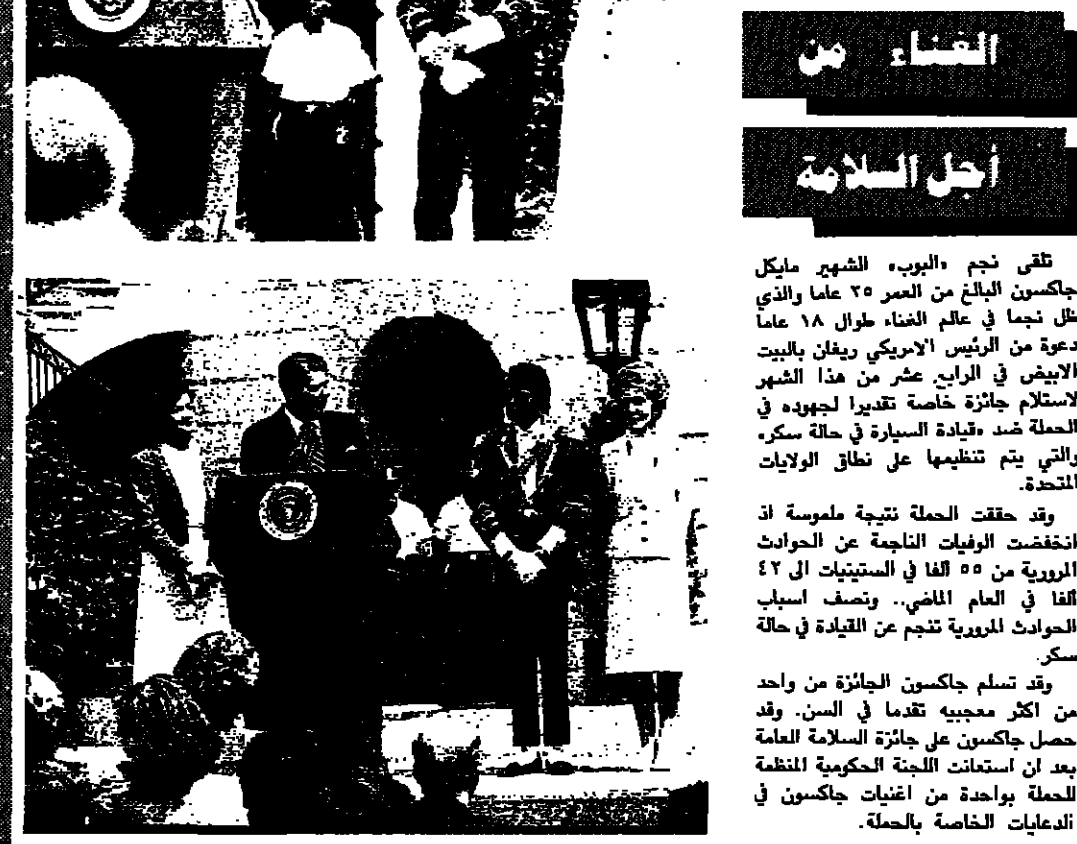 الغناء من
أجل السلامة
تلقى نجم «البوب» الشهير مايكل
جاكسون البالغ من العمر ٢٥ عاما والذي
ظل نجما في عالم الغناء طوال ١٨ عاما
دعوة من الرئيس الامريكي ريغان بالبيت
الابيض في الرابع عشر من هذا الشهر
لاستلام جائزة خاصة تقديرا لجهوده في
الحملة ضد «قيادة السيارة في حالة سكر»
والتي يتم تنظيمها على نطاق الولايات
المتحدة.
وقد حققت الحملة نتيجة ملموسة اذ
انخفضت الوفيات الناجمة عن الحوادث
المرورية من ٥٥ ألفا في الستينيات الى ٤٢
ألفا في العام الماضي.. ونصف اسباب
الحوادث المرورية تنجم عن القيادة في حالة
سكر.
وقد تسلم جاكسون الجائزة من واحد
من اكثر معجبيه تقدما في السن. وقد
حصل جاكسون على جائزة السلامة العامة
بعد ان استعانت اللجنة الحكومية المنظمة
للحملة بواحدة من اغنيات جاكسون في
الدعايات الخاصة بالحملة.